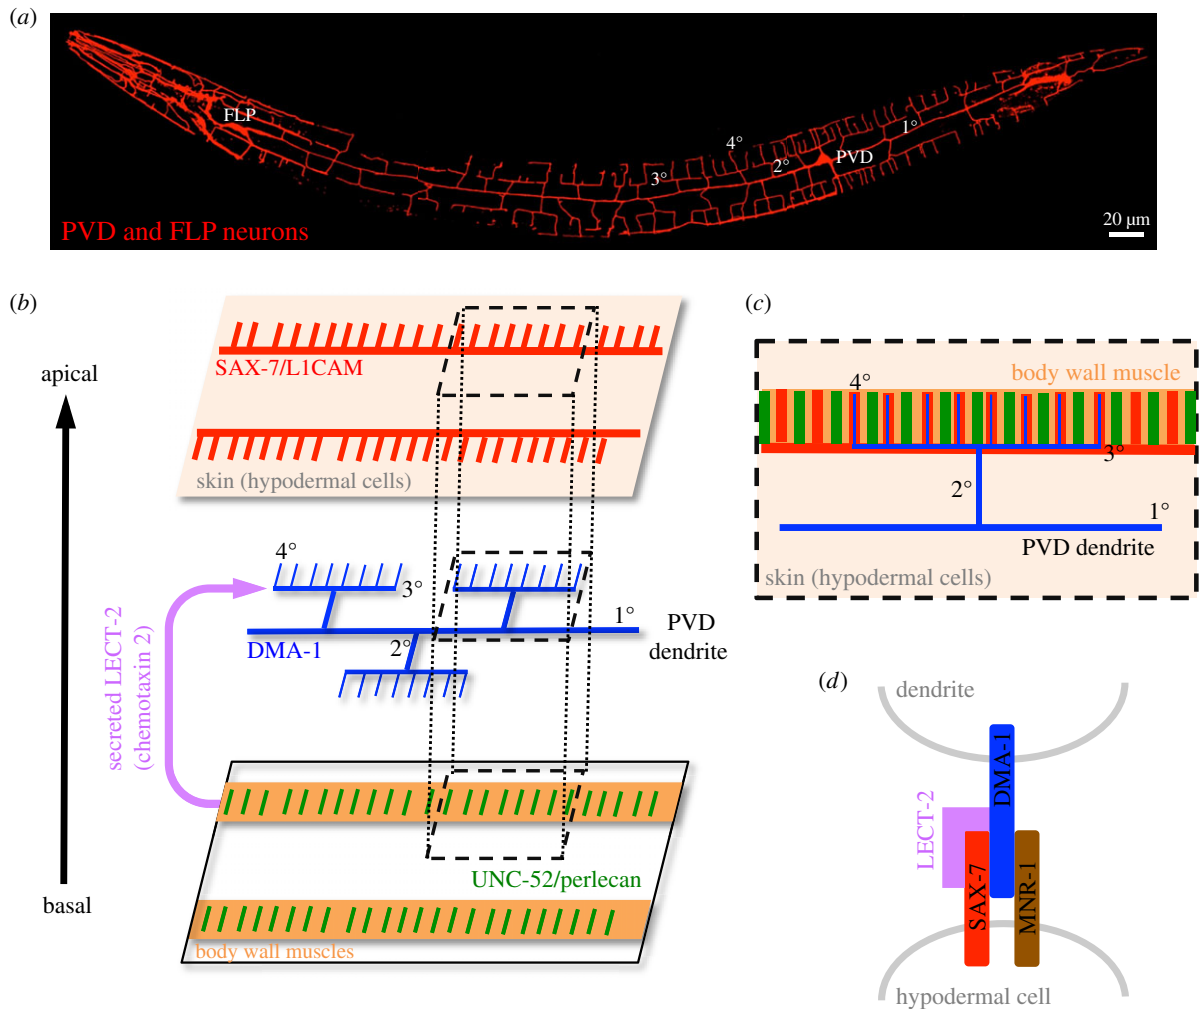 (a)
FLP
4°
1°
3°
2°
PVD
PVD and FLP neurons
20 µm
(b)
apical
basal
SAX-7/L1CAM
skin (hypodermal cells)
4°
3°
1°
2°
DMA-1
PVD
dendrite
secreted LECT-2
(chemotaxin 2)
UNC-52/perlecan
body wall muscles
(c)
body wall muscle
4°
3°
2°
1°
PVD dendrite
skin (hypodermal cells)
(d)
dendrite
DMA-1
LECT-2
SAX-7
MNR-1
hypodermal cell